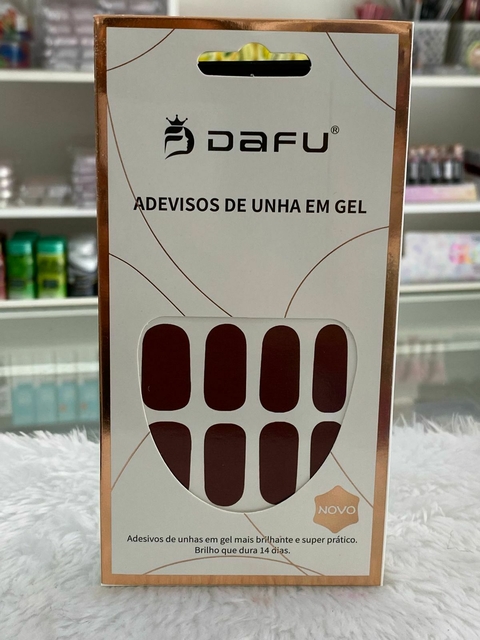 DAFU®
ADEVISOS DE UNHA EM GEL
NOVO
Adesivos de unhas em gel mais brilhante e super prático.
Brilho que dura 14 dias.